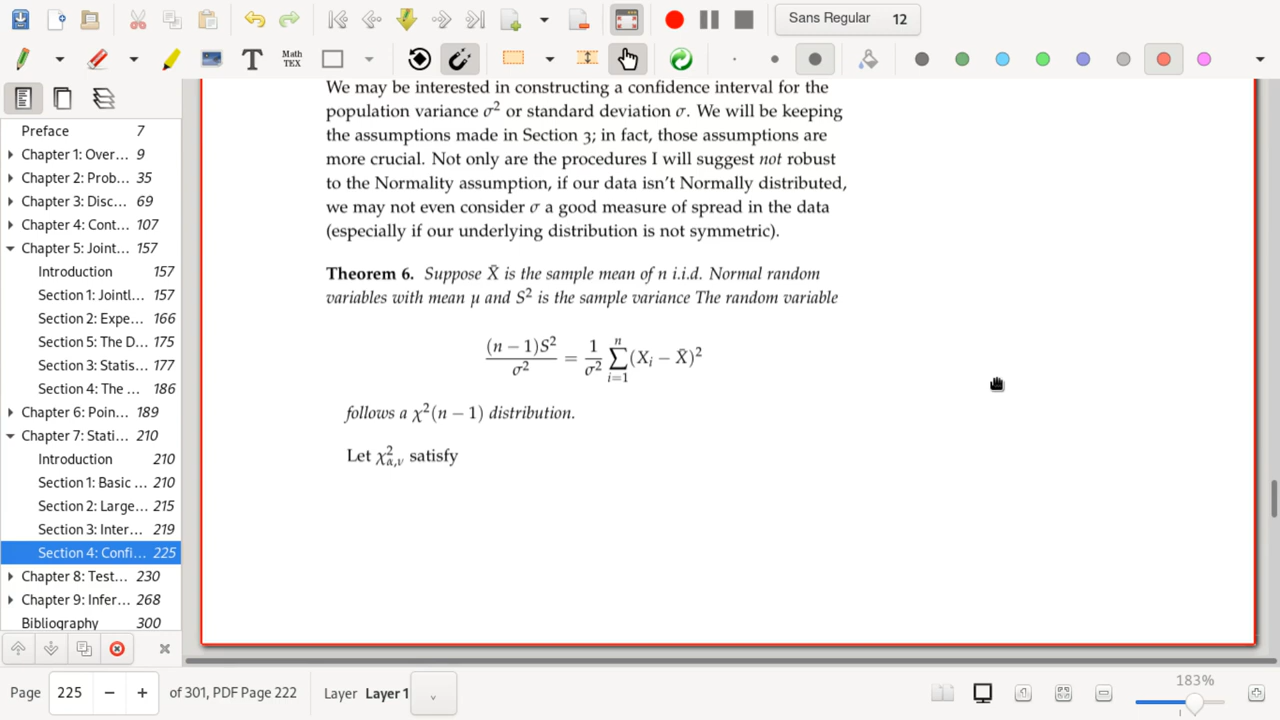 Sans Regular 12
Math
TEX
Preface 7
Chapter 1: Over... 9
Chapter 2: Prob... 35
Chapter 3: Disc... 69
Chapter 4: Cont... 107
Chapter 5: Joint... 157
Introduction 157
Section 1: Jointl... 157
Section 2: Expe... 166
Section 5: The D... 175
Section 3: Statis... 177
Section 4: The ... 186
Chapter 6: Poin... 189
Chapter 7: Stati... 210
Introduction 210
Section 1: Basic ... 210
Section 2: Large... 215
Section 3: Inter... 219
Section 4: Confi... 225
Chapter 8: Test... 230
Chapter 9: Infer... 268
Bibliography 300
We may be interested in constructing a confidence interval for the
population variance σ² or standard deviation σ. We will be keeping
the assumptions made in Section 3; in fact, those assumptions are
more crucial. Not only are the procedures I will suggest not robust
to the Normality assumption, if our data isn't Normally distributed,
we may not even consider σ a good measure of spread in the data
(especially if our underlying distribution is not symmetric).
Theorem 6. Suppose X̄ is the sample mean of n i.i.d. Normal random
variables with mean μ and S² is the sample variance The random variable
(n − 1)S² / σ² = 1/σ² ∑ᵢ₌₁ⁿ (Xᵢ − X̄)²
follows a χ²(n − 1) distribution.
Let χ²_{α,ν} satisfy
Page 225 − + of 301, PDF Page 222 Layer Layer 1 183%